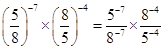 (5/8)^{-7} × (8/5)^{-4} = 5^{-7}/8^{-7} × 8^{-4}/5^{-4}